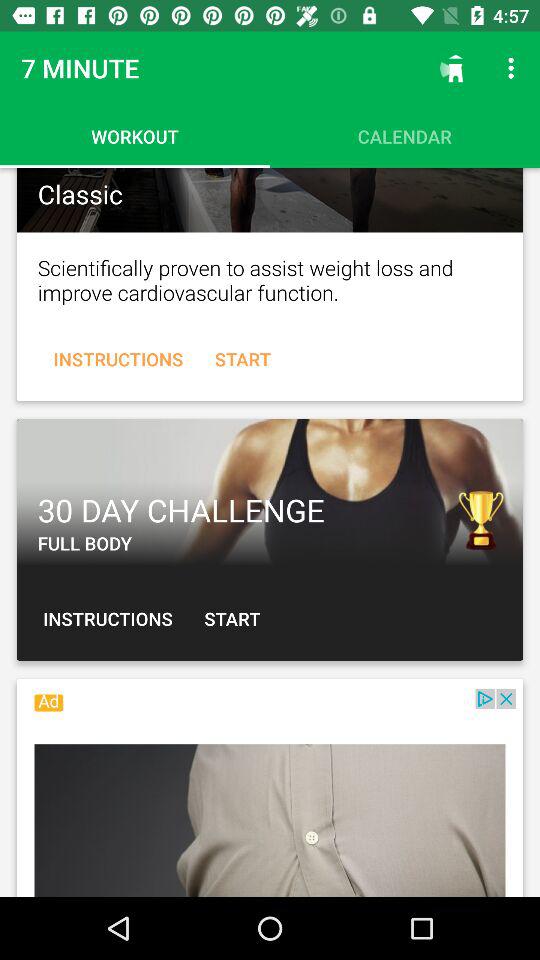 4:57
7 MINUTE
WORKOUT CALENDAR
Classic
Scientifically proven to assist weight loss and
improve cardiovascular function.
INSTRUCTIONS START
30 DAY CHALLENGE
FULL BODY
INSTRUCTIONS START
Ad